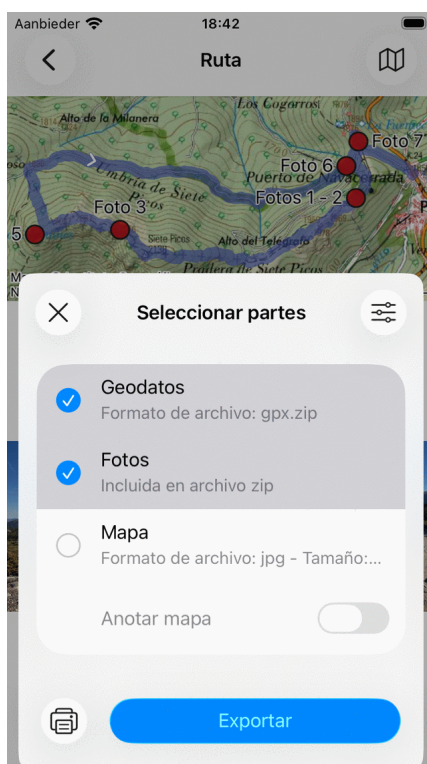 Aanbieder 18:42
Ruta
Los Cogorros
Alto de la Milanera
Foto 7
Foto 6
Puerto de Navacerrada
Umbría de Siete Picos
Fotos 1 - 2
Foto 3
5
Siete Picos
Alto del Telégrafo
Pradera de Siete Picos
Seleccionar partes
Geodatos
Formato de archivo: gpx.zip
Fotos
Incluida en archivo zip
Mapa
Formato de archivo: jpg - Tamaño:...
Anotar mapa
Exportar